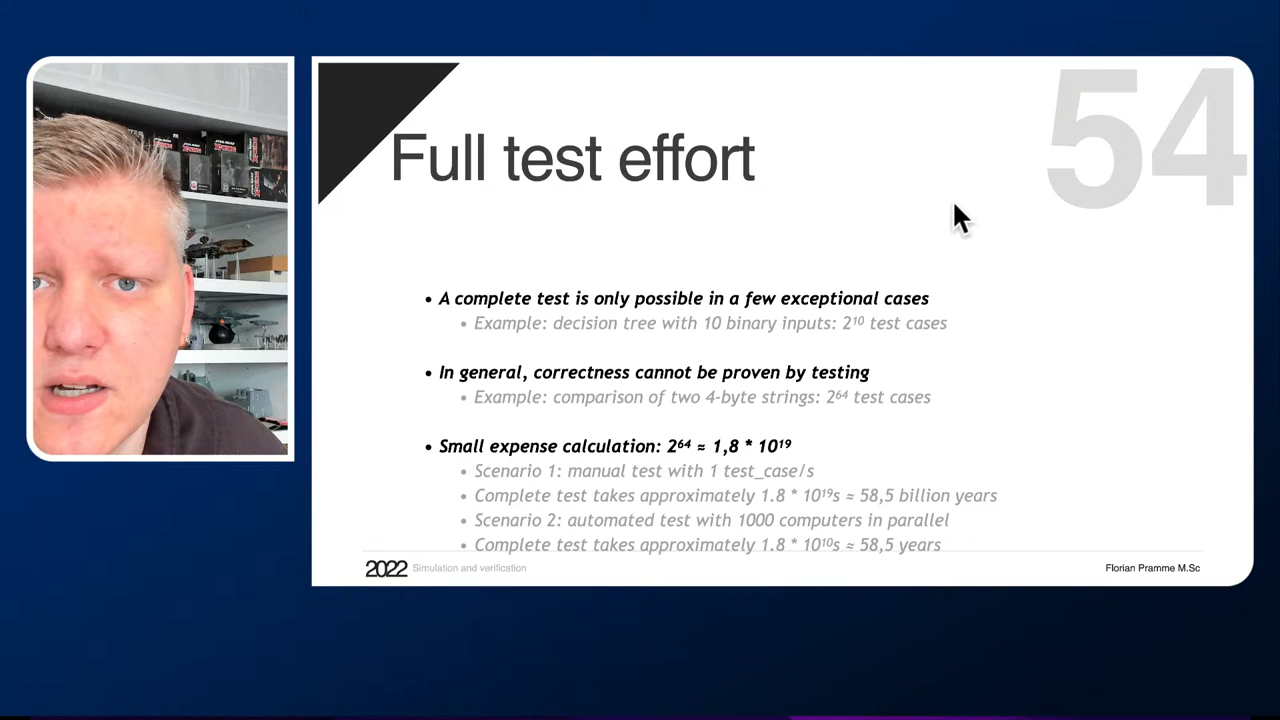 54
Full test effort
• A complete test is only possible in a few exceptional cases
• Example: decision tree with 10 binary inputs: 2¹⁰ test cases
• In general, correctness cannot be proven by testing
• Example: comparison of two 4-byte strings: 2⁶⁴ test cases
• Small expense calculation: 2⁶⁴ ≈ 1,8 * 10¹⁹
• Scenario 1: manual test with 1 test_case/s
• Complete test takes approximately 1.8 * 10¹⁹s ≈ 58,5 billion years
• Scenario 2: automated test with 1000 computers in parallel
• Complete test takes approximately 1.8 * 10¹⁰s ≈ 58,5 years
2022 Simulation and verification
Florian Pramme M.Sc